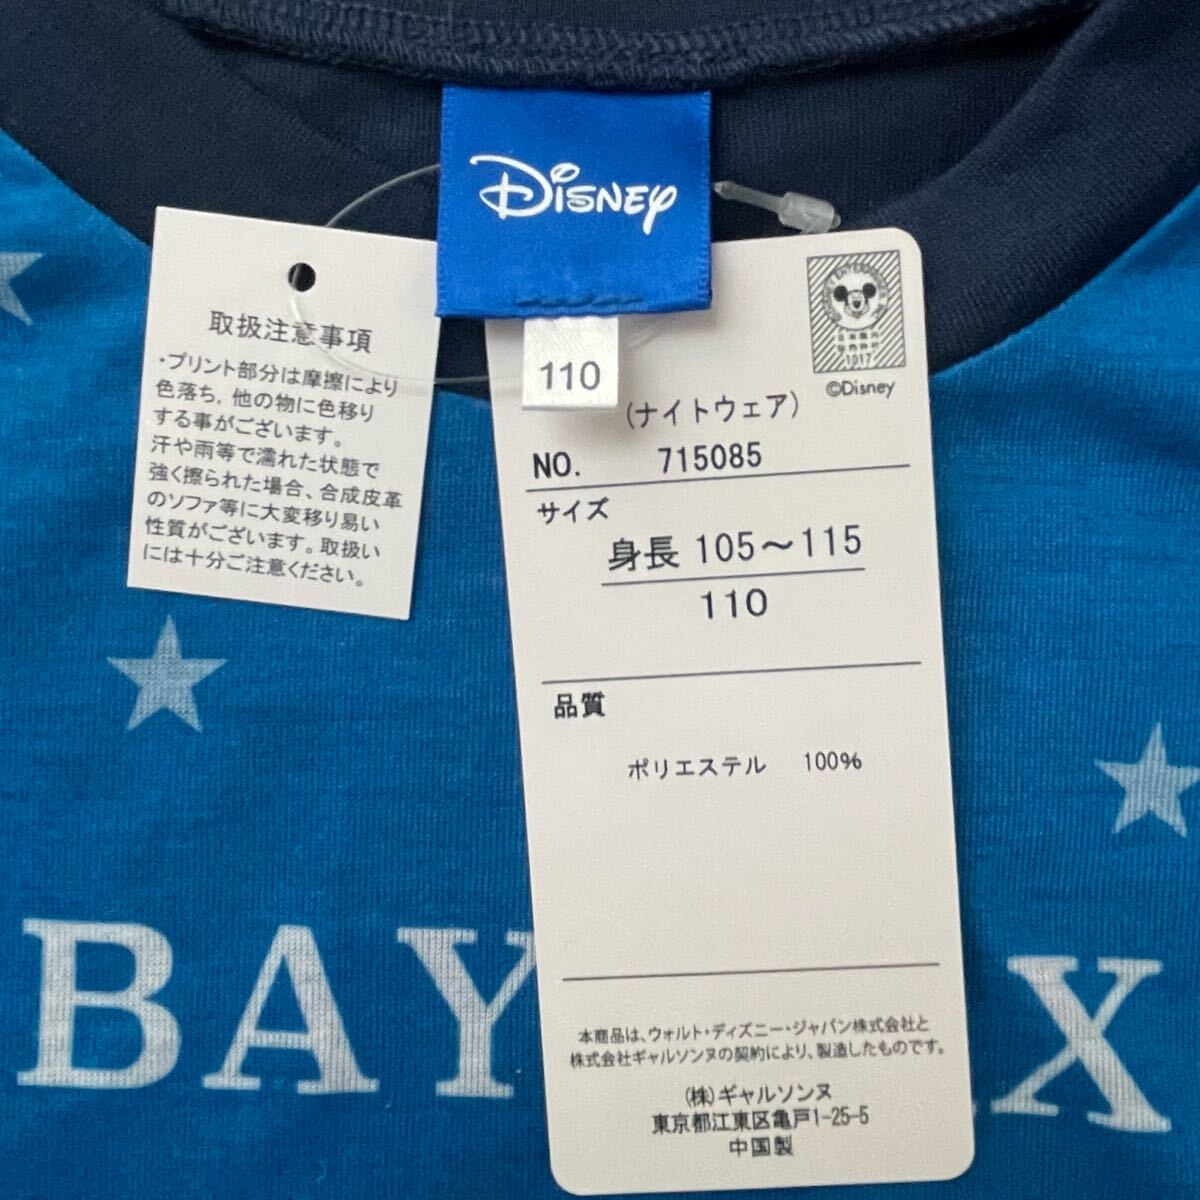 Disney
110
取扱注意事項
・プリント部分は摩擦により
色落ち, 他の物に色移り
する事がございます。
汗や雨等で濡れた状態で
強く擦られた場合、合成皮革
のソファ等に大変移り易い
性質がございます。取扱い
には十分ご注意ください。
ENTERPRISES
1017
©Disney
(ナイトウェア)
NO. 715085
サイズ
身長 105〜115
110
品質
ポリエステル 100%
本商品は、ウォルト・ディズニー・ジャパン株式会社と
株式会社ギャルソンヌの契約により、製造したものです。
(株)ギャルソンヌ
東京都江東区亀戸1-25-5
中国製
BAY X